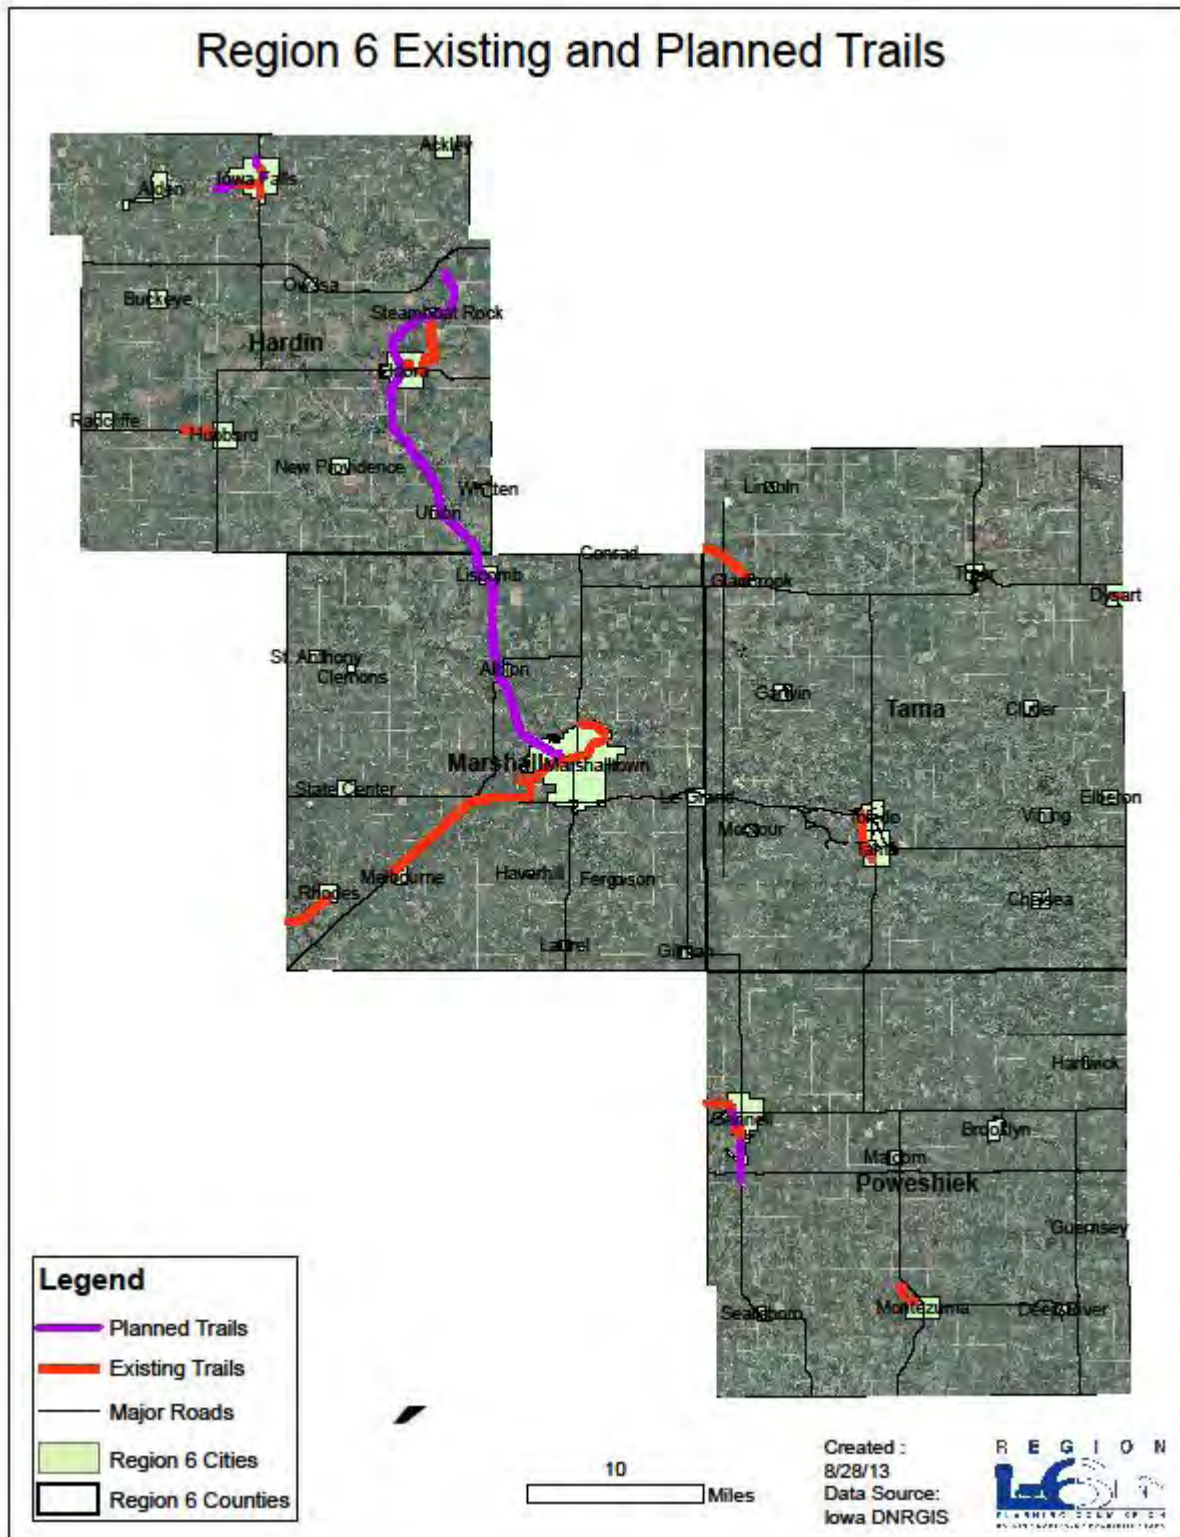 Region 6 Existing and Planned Trails
Ackley
Iowa Falls
Alden
Owasa
Buckeye
Steamboat Rock
Hardin
Eldora
Radcliffe
Hubbard
New Providence
Whitten
Union
Lincoln
Conrad
Liscomb
Gladbrook
Traer
Dysart
St. Anthony
Clemons
Albion
Garwin
Tama
Clutier
Marshall
Marshalltown
State Center
Le Grand
Elberon
Toledo
Vining
Montour
Tama
Melbourne
Haverhill
Ferguson
Rhodes
Chelsea
Laurel
Gilman
Hartwick
Grinnell
Brooklyn
Malcom
Poweshiek
Guernsey
Montezuma
Searsboro
Deep River
Legend
Planned Trails
Existing Trails
Major Roads
Region 6 Cities
Region 6 Counties
10
Miles
Created :
8/28/13
Data Source:
Iowa DNRGIS
REGION
PLANNING COMMISSION